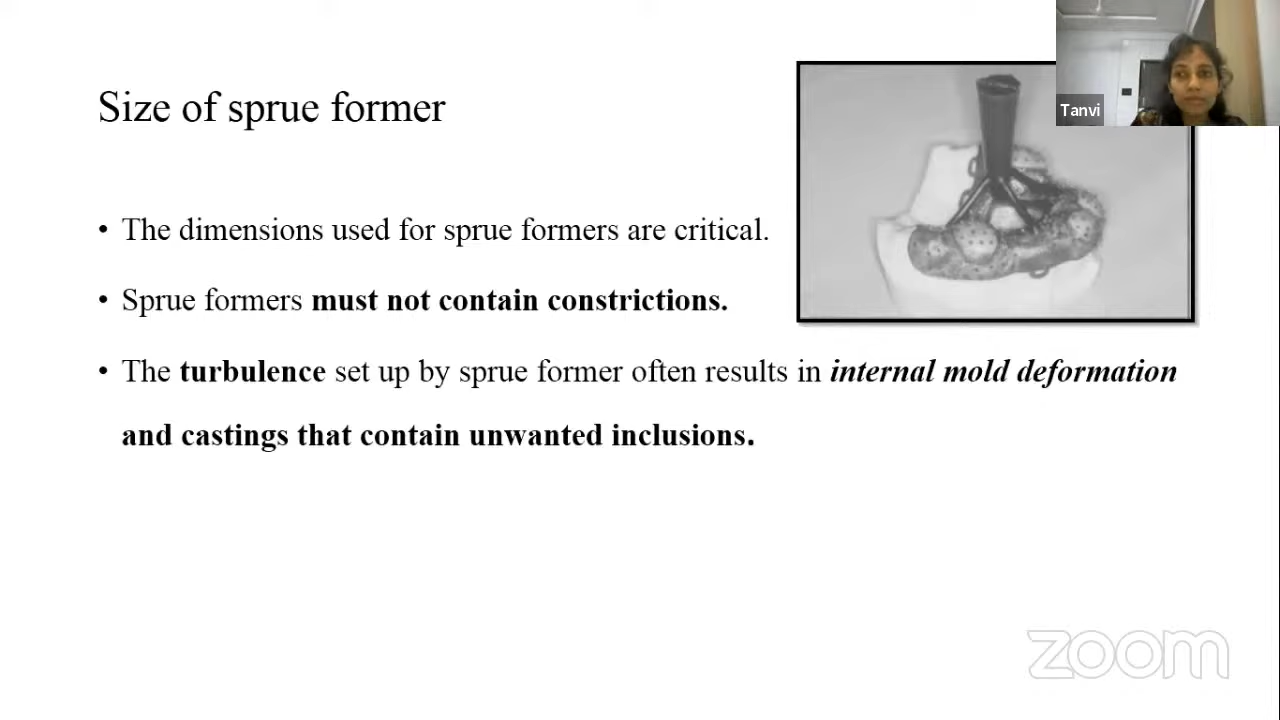 Size of sprue former
Tanvi
• The dimensions used for sprue formers are critical.
• Sprue formers must not contain constrictions.
• The turbulence set up by sprue former often results in internal mold deformation
and castings that contain unwanted inclusions.
zoom